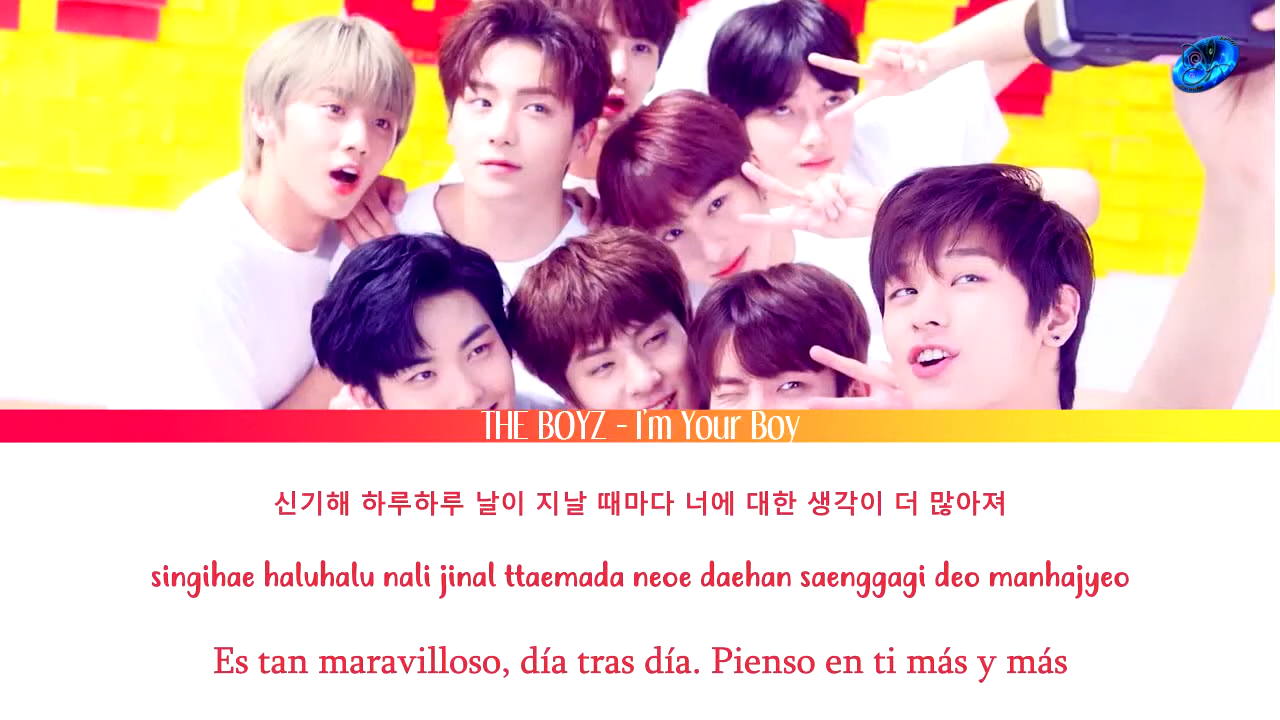 THE BOYZ - I'm Your Boy
신기해 하루하루 날이 지날 때마다 너에 대한 생각이 더 많아져
singihae haluhalu nali jinal ttaemada neoe daehan saenggagi deo manhajyeo
Es tan maravilloso, día tras día. Pienso en ti más y más